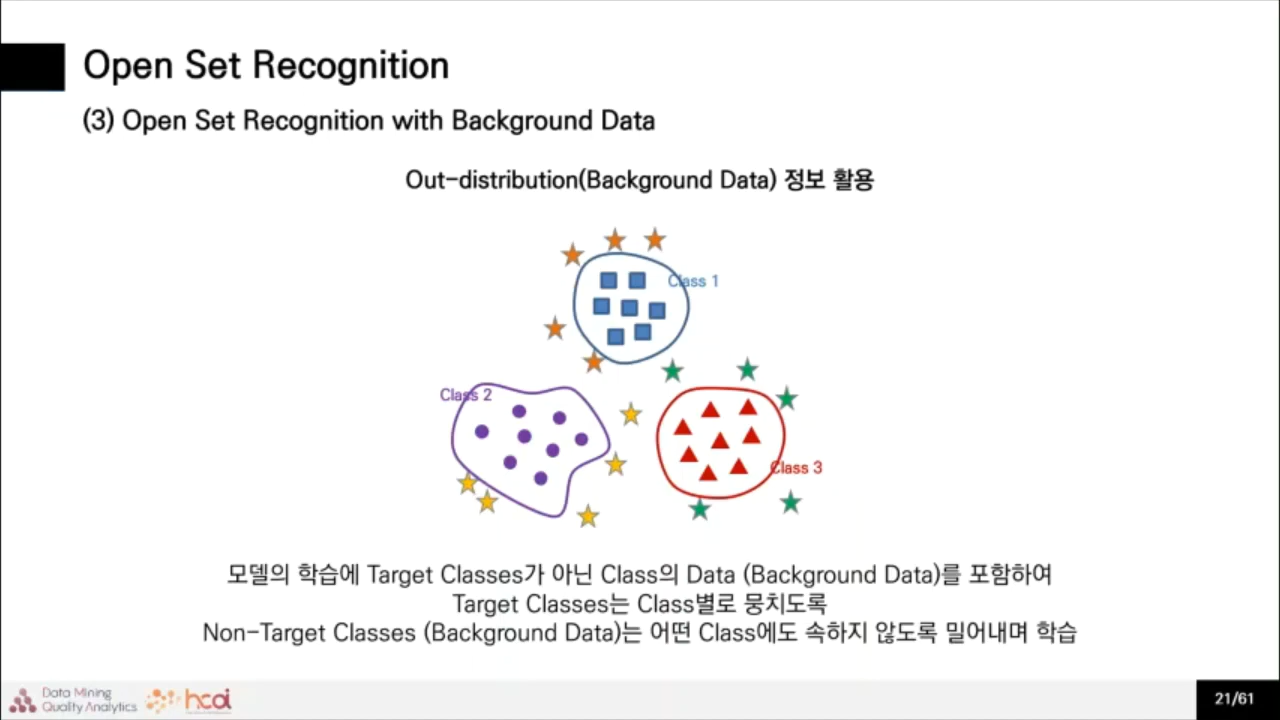 Open Set Recognition
(3) Open Set Recognition with Background Data
Out-distribution(Background Data) 정보 활용
Class 1
Class 2
Class 3
모델의 학습에 Target Classes가 아닌 Class의 Data (Background Data)를 포함하여
Target Classes는 Class별로 뭉치도록
Non-Target Classes (Background Data)는 어떤 Class에도 속하지 않도록 밀어내며 학습
Data Mining
Quality Analytics
hcai
21/61